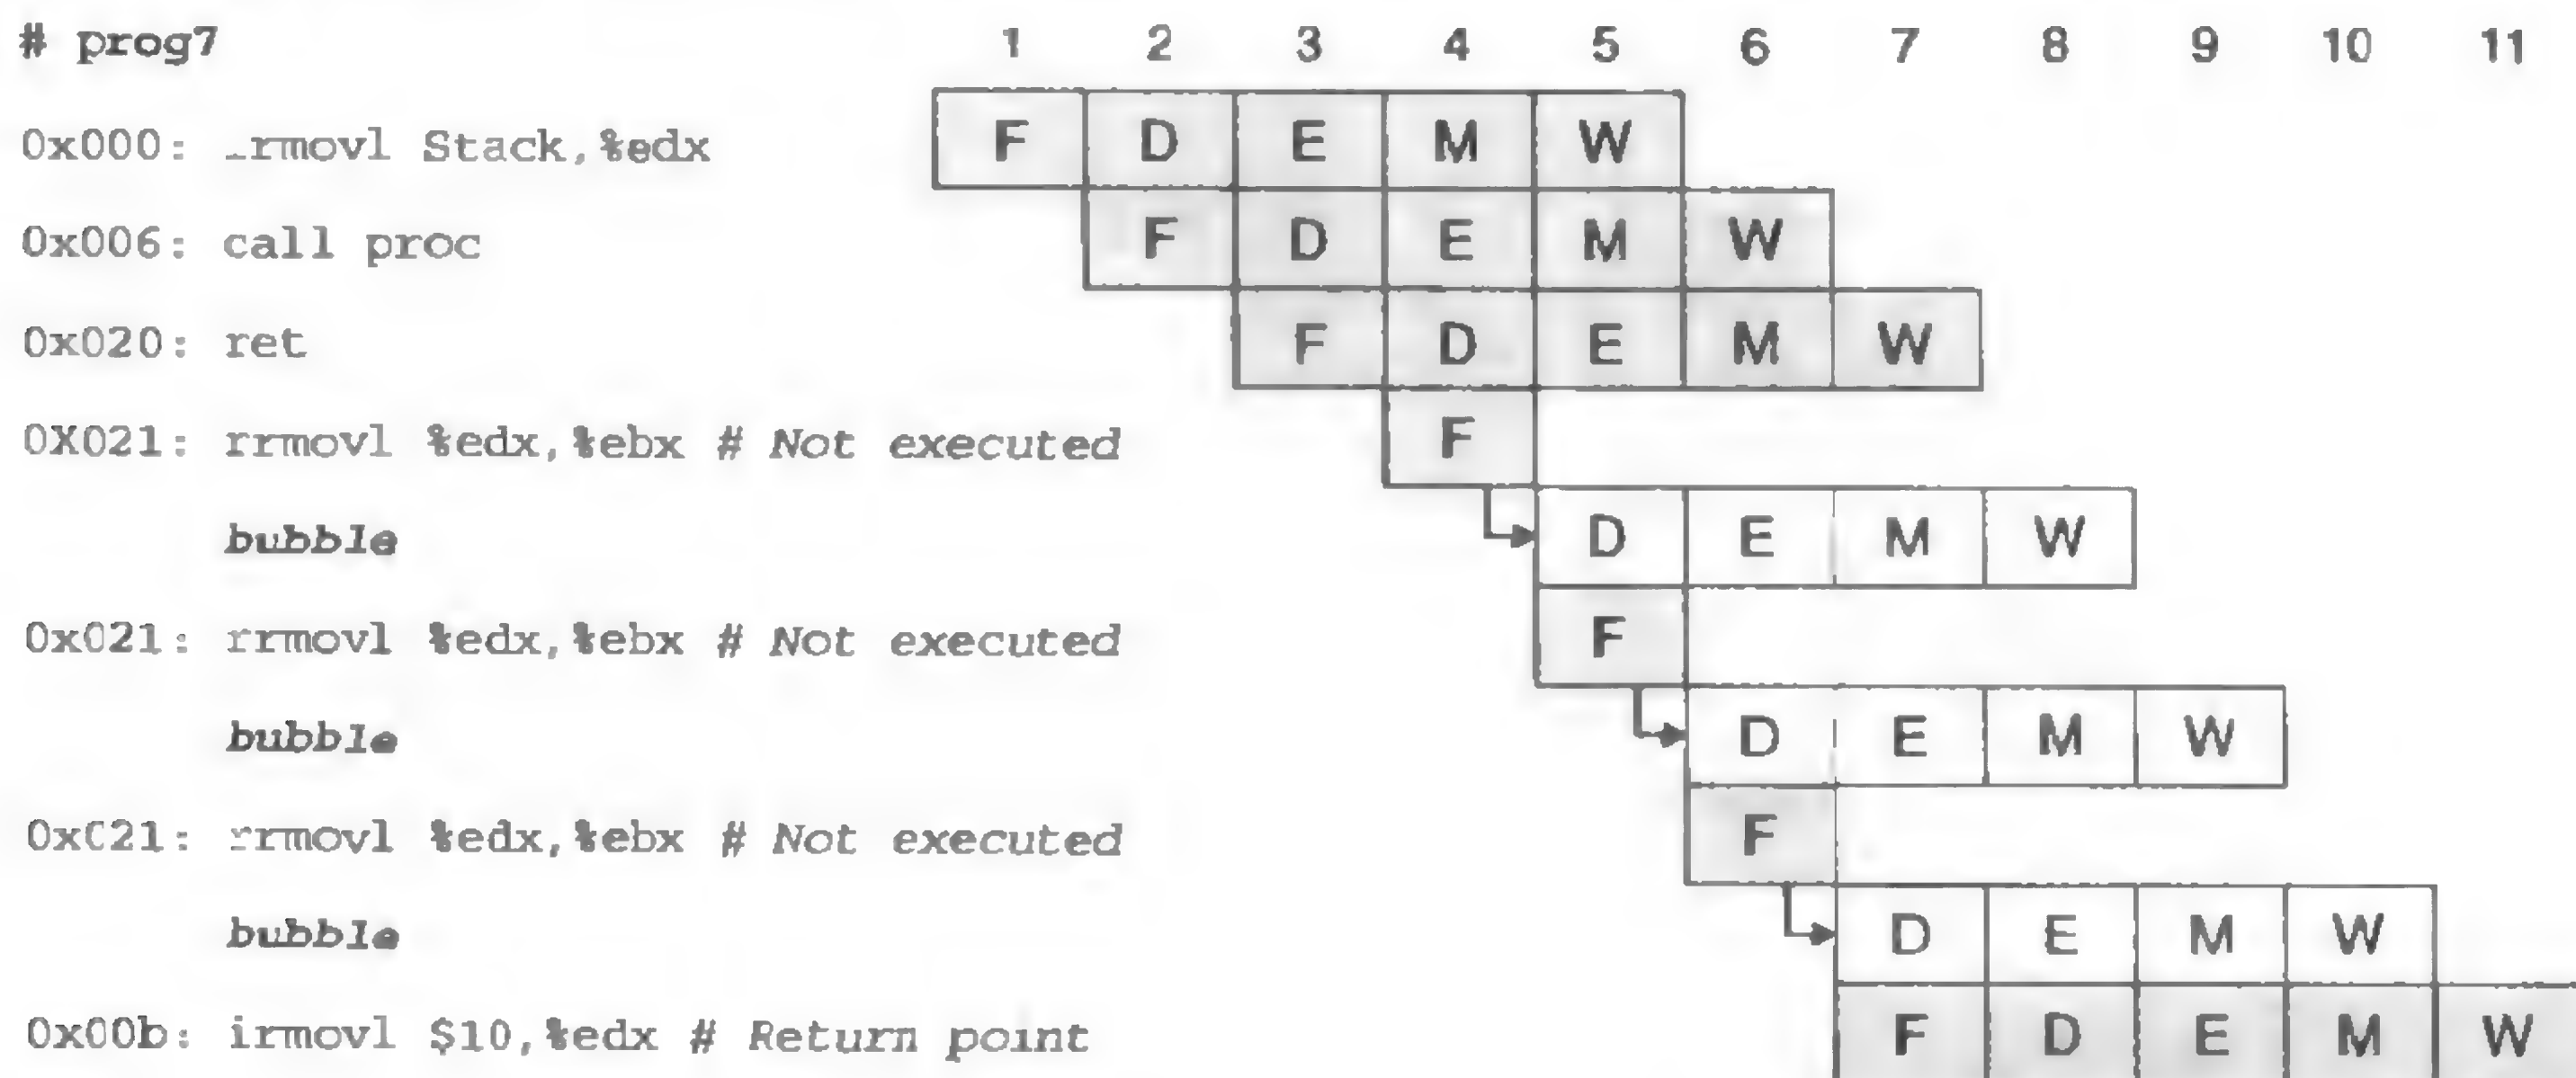 # prog7 1 2 3 4 5 6 7 8 9 10 11
0x000: irmovl Stack,%edx F D E M W
0x006: call proc F D E M W
0x020: ret F D E M W
0X021: rrmovl %edx,%ebx # Not executed F
bubble D E M W
0x021: rrmovl %edx,%ebx # Not executed F
bubble D E M W
0x021: rrmovl %edx,%ebx # Not executed F
bubble D E M W
0x00b: irmovl $10,%edx # Return point F D E M W